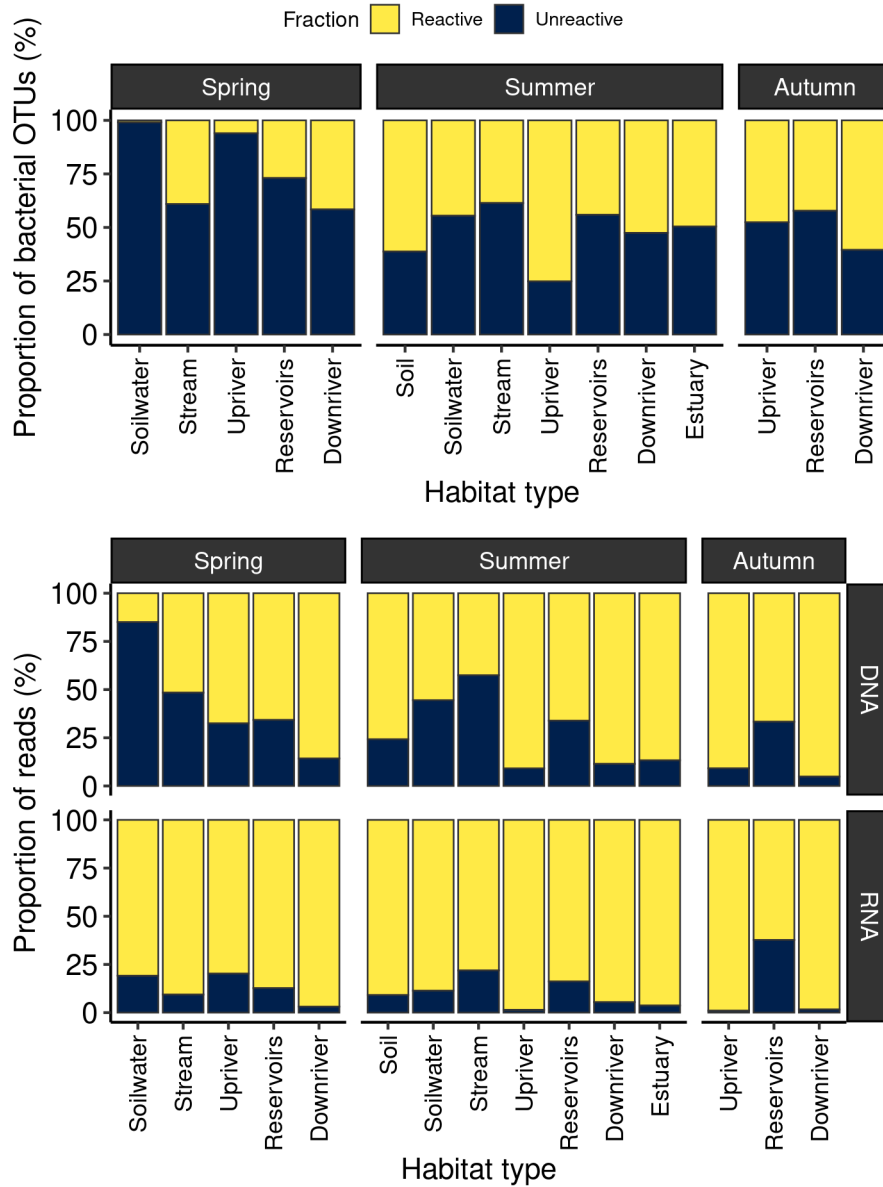 Fraction Reactive Unreactive
Proportion of bacterial OTUs (%)
Spring Summer Autumn
100
75
50
25
0
Soilwater Stream Upriver Reservoirs Downriver Soil Soilwater Stream Upriver Reservoirs Downriver Estuary Upriver Reservoirs Downriver
Habitat type
Proportion of reads (%)
Spring Summer Autumn
100
75
50
25
0
DNA
100
75
50
25
0
RNA
Soilwater Stream Upriver Reservoirs Downriver Soil Soilwater Stream Upriver Reservoirs Downriver Estuary Upriver Reservoirs Downriver
Habitat type